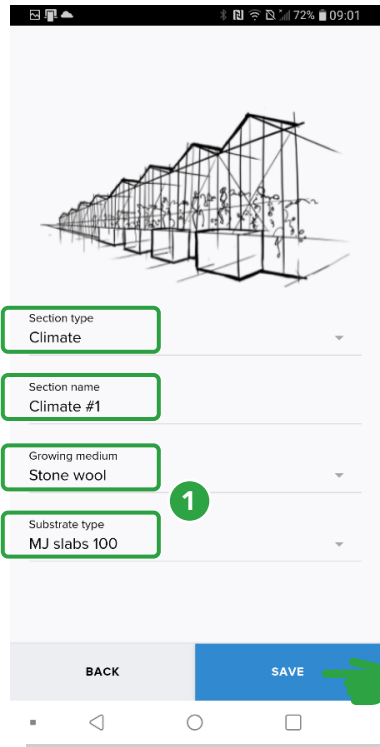 72% 09:01
Section type
Climate
Section name
Climate #1
Growing medium
Stone wool
1
Substrate type
MJ slabs 100
BACK SAVE